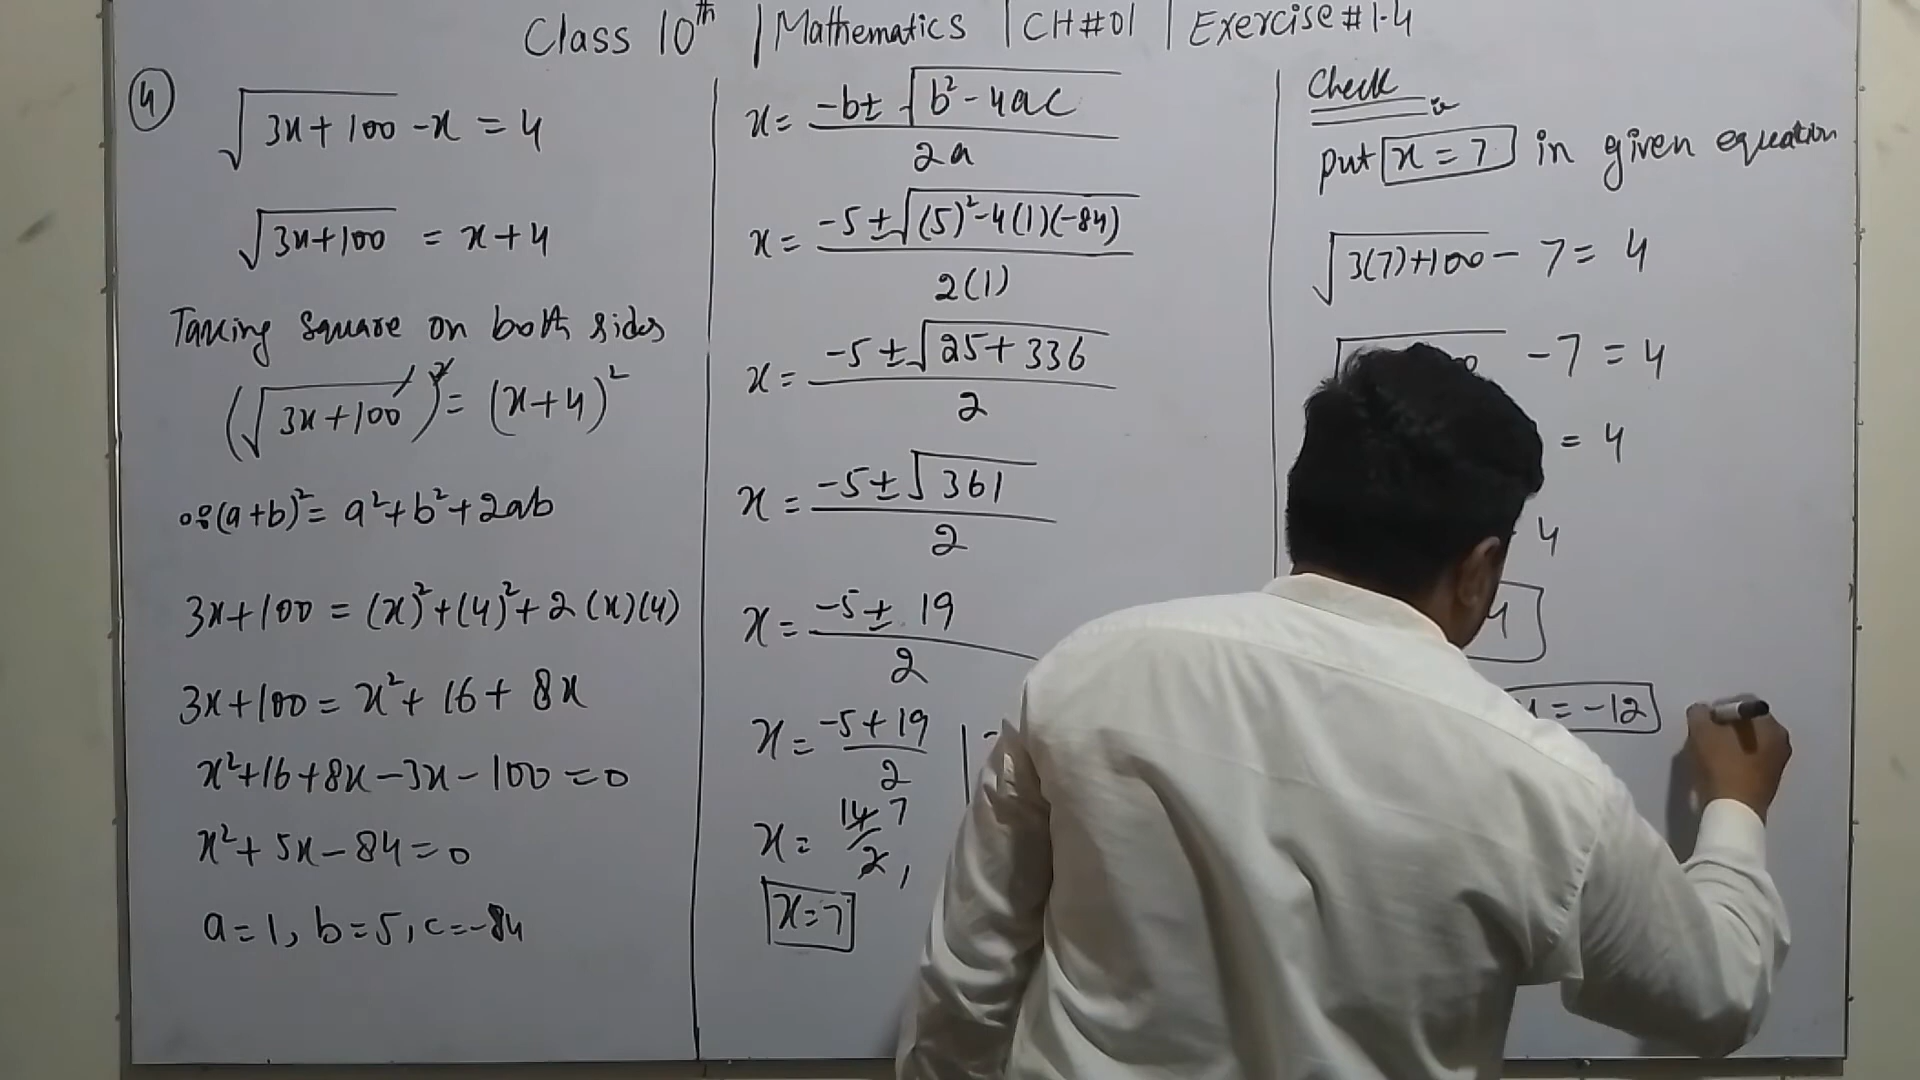 Class 10th | Mathematics | CH#01 | Exercise#1.4
④
√(3x+100) -x = 4
√(3x+100) = x+4
Taking square on both sides
(√(3x+100))² = (x+4)²
∵(a+b)² = a²+b²+2ab
3x+100 = (x)²+(4)²+2(x)(4)
3x+100 = x²+16+8x
x²+16+8x-3x-100=0
x²+5x-84=0
a=1, b=5, c=-84
x= -b±√(b²-4ac) / 2a
x= -5±√((5)²-4(1)(-84)) / 2(1)
x= -5±√(25+336) / 2
x= -5±√361 / 2
x= -5±19 / 2
x= -5+19 / 2
x= 14/2, 7
x=7
Check
put x=7 in given equation
√(3(7)+100) - 7 = 4
-7 = 4
= 4
4
4
= -12